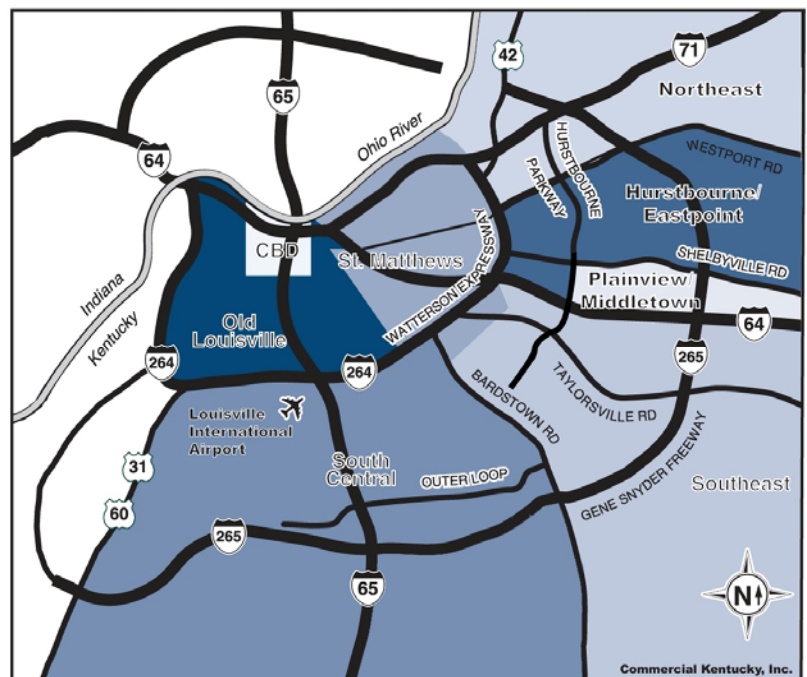 42
71
65
Northeast
Ohio River
64
HURSTBOURNE
PARKWAY
WESTPORT RD
Hurstbourne/
Eastpoint
CBD
St. Matthews
SHELBYVILLE RD
WATTERSON EXPRESSWAY
Plainview/
Middletown
Indiana
Kentucky
Old
Louisville
64
264
264
265
TAYLORSVILLE RD
BARDSTOWN RD
Louisville
International
Airport
31
South
Central
OUTER LOOP
GENE SNYDER FREEWAY
Southeast
60
265
65
N
Commercial Kentucky, Inc.